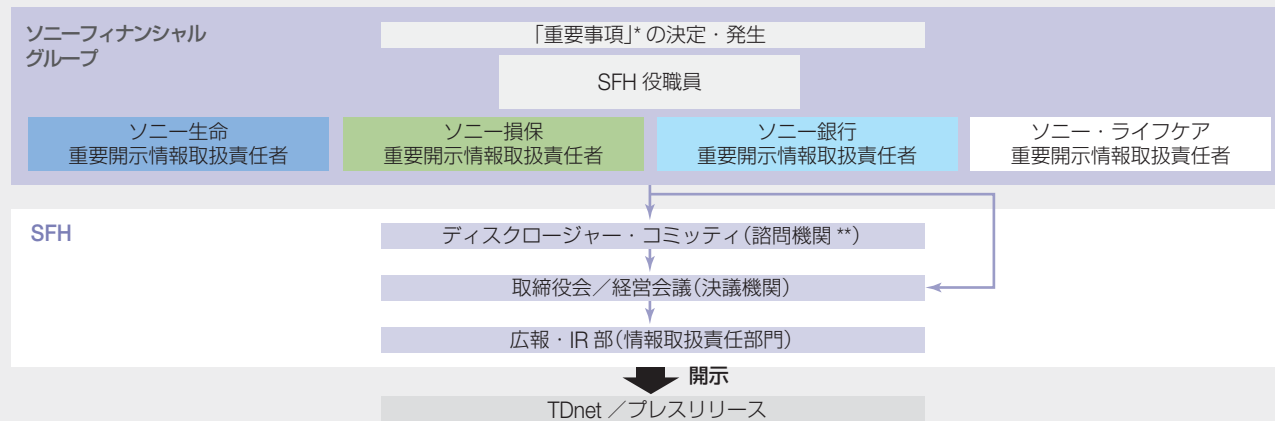 ソニーフィナンシャル
グループ
「重要事項」* の決定・発生
SFH 役職員
ソニー生命
重要開示情報取扱責任者
ソニー損保
重要開示情報取扱責任者
ソニー銀行
重要開示情報取扱責任者
ソニー・ライフケア
重要開示情報取扱責任者
SFH
ディスクロージャー・コミッティ(諮問機関 **)
取締役会/経営会議(決議機関)
広報・IR 部(情報取扱責任部門)
開示
TDnet /プレスリリース